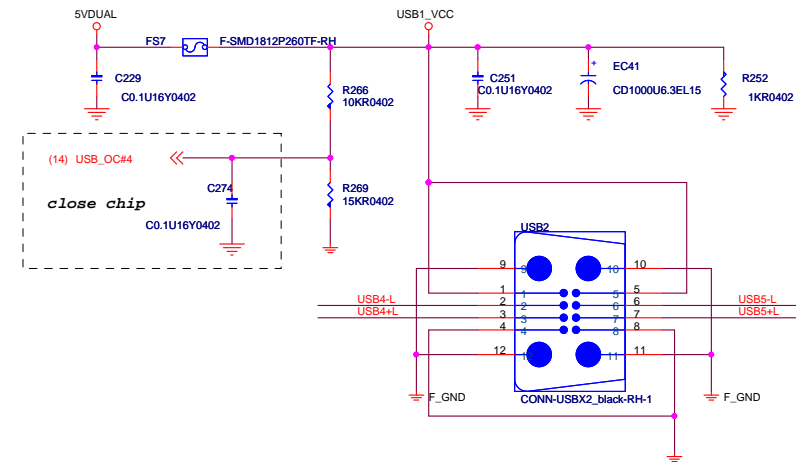 5VDUAL
USB1_VCC
FS7
F-SMD1812P260TF-RH
C229
C0.1U16Y0402
R266
10KR0402
C251
C0.1U16Y0402
+
EC41
CD1000U6.3EL15
R252
1KR0402
(14) USB_OC#4
C274
close chip
C0.1U16Y0402
R269
15KR0402
USB2
9 9 10 10
1 1 5 5
USB4-L 2 2 6 6 USB5-L
USB4+L 3 3 7 7 USB5+L
4 4 8 8
12 1 11 11
F_GND
CONN-USBX2_black-RH-1
F_GND